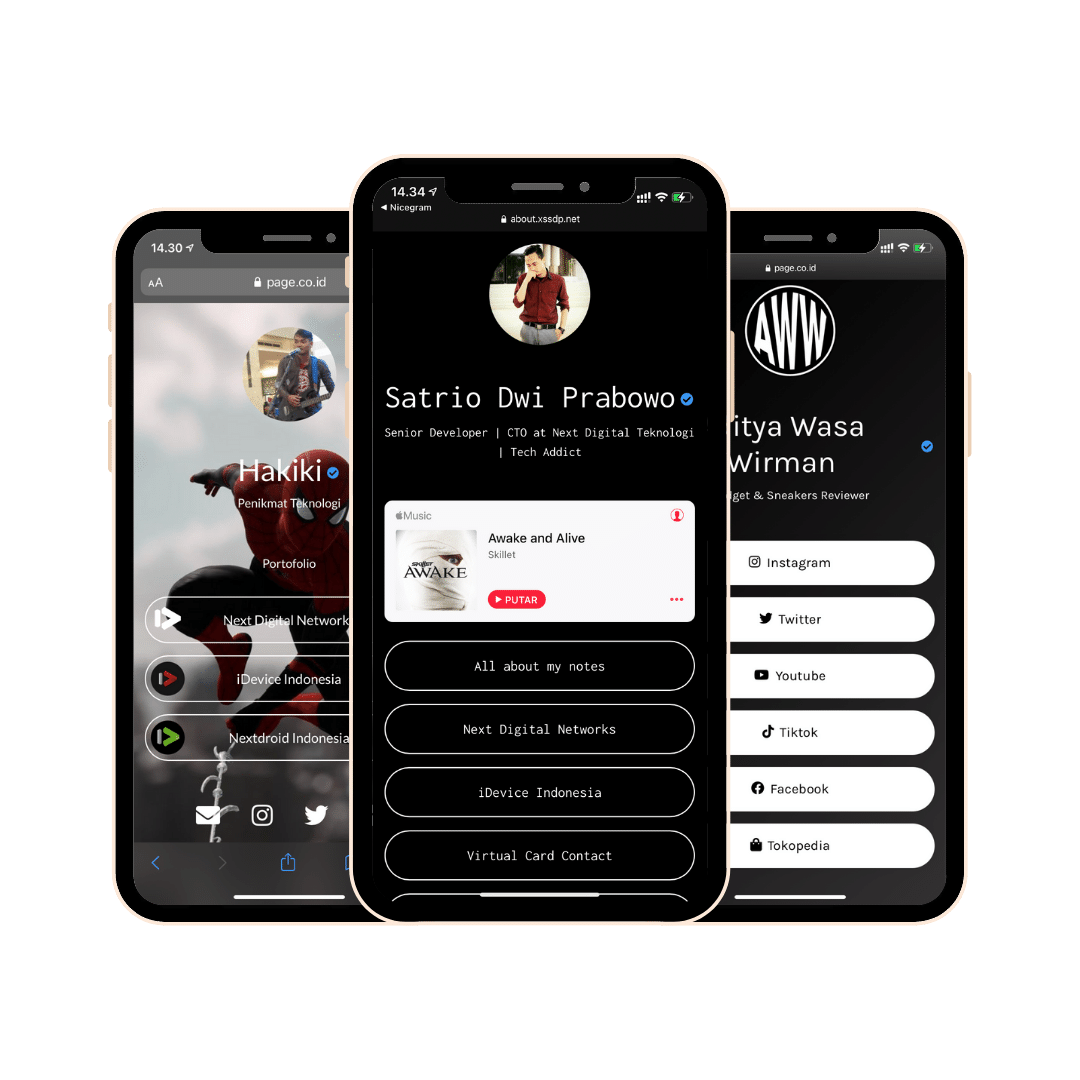 14.30
AA
page.co.id
Hakiki
Penikmat Teknologi
Portofolio
Next Digital Network
iDevice Indonesia
Nextdroid Indonesia
14.34
Nicegram
about.xssdp.net
Satrio Dwi Prabowo
Senior Developer | CTO at Next Digital Teknologi
| Tech Addict
Music
Awake and Alive
Skillet
SKILLET
AWAKE
PUTAR
All about my notes
Next Digital Networks
iDevice Indonesia
Virtual Card Contact
page.co.id
AWW
itya Wasa
Wirman
dget & Sneakers Reviewer
Instagram
Twitter
Youtube
Tiktok
Facebook
Tokopedia